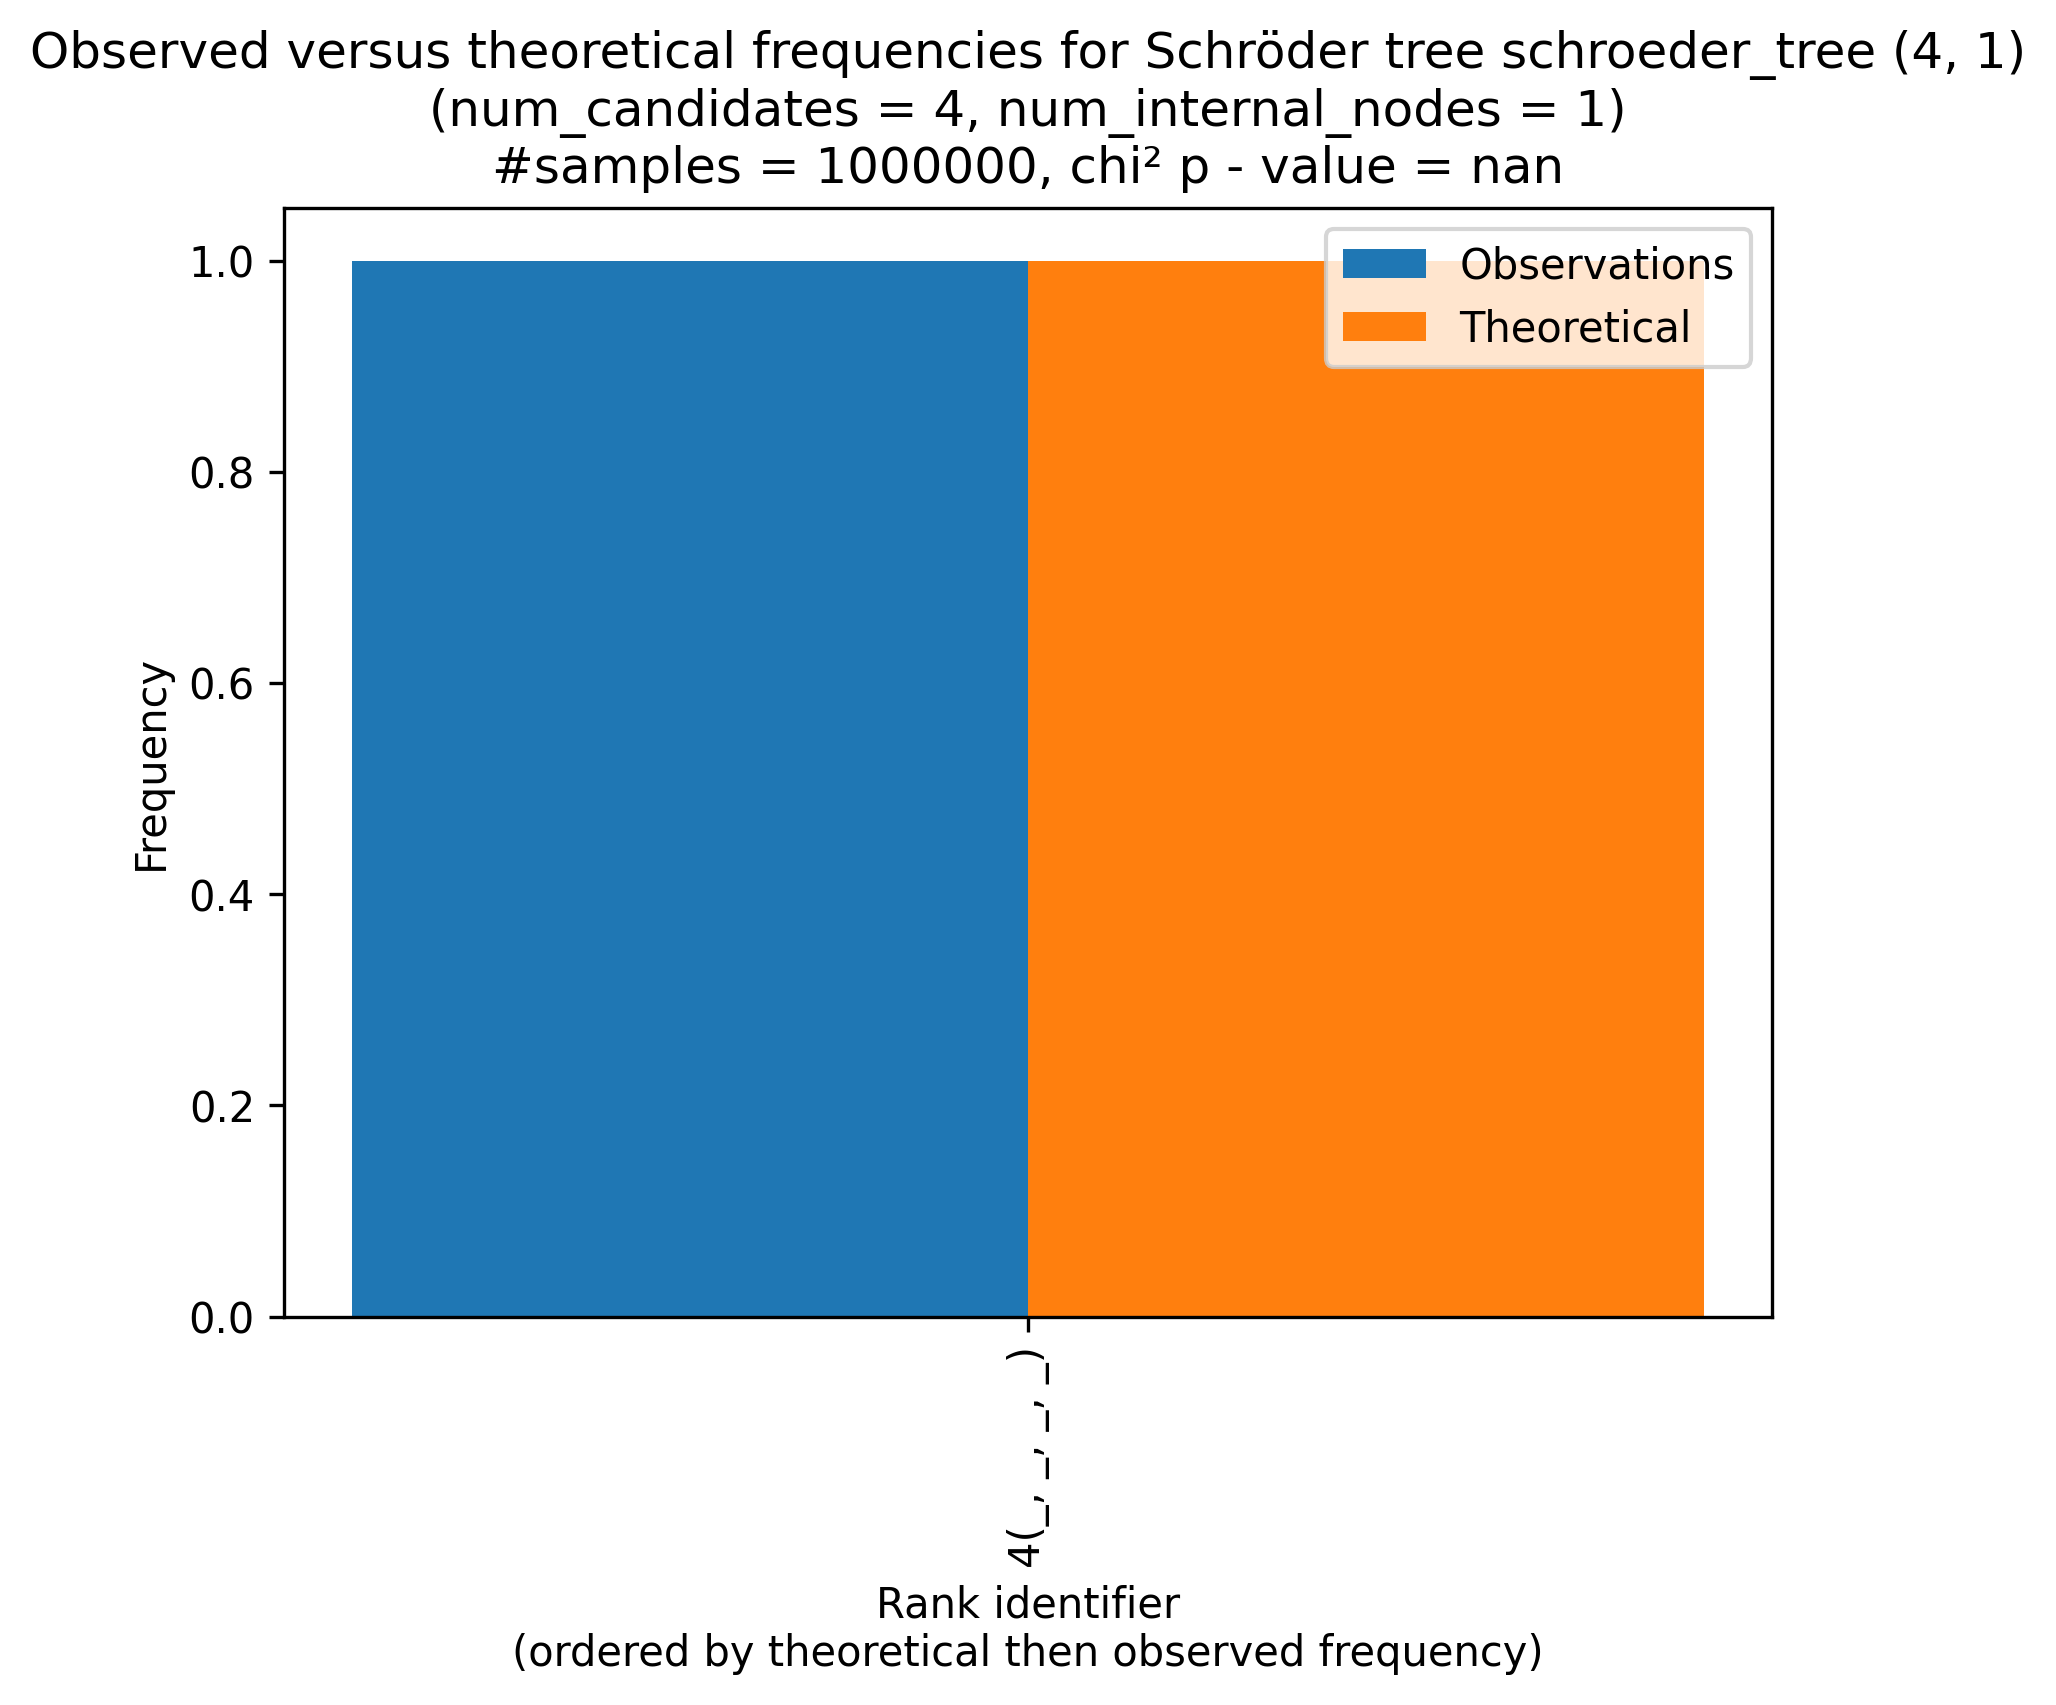 Observed versus theoretical frequencies for Schröder tree schroeder_tree (4, 1)
(num_candidates = 4, num_internal_nodes = 1)
#samples = 1000000, chi² p - value = nan
Observations
Theoretical
1.0
0.8
0.6
0.4
0.2
0.0
Frequency
4(_, _, _, _)
Rank identifier
(ordered by theoretical then observed frequency)